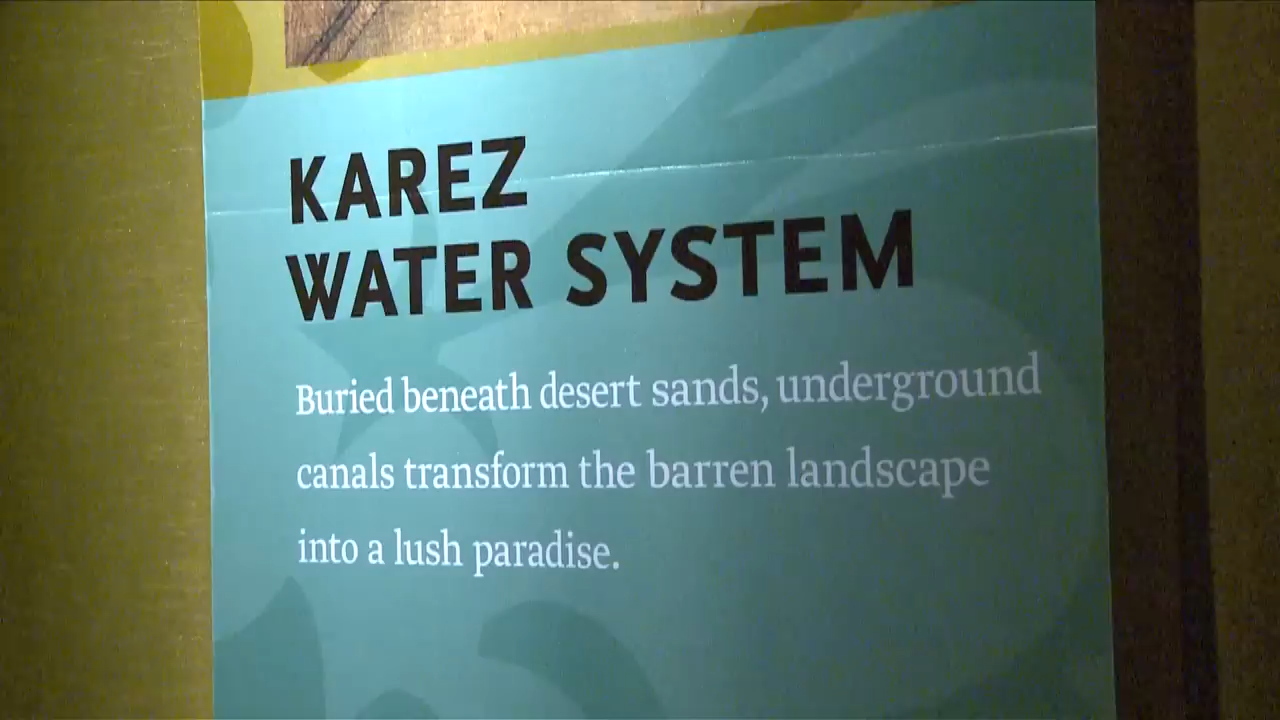 KAREZ
WATER SYSTEM
Buried beneath desert sands, underground
canals transform the barren landscape
into a lush paradise.